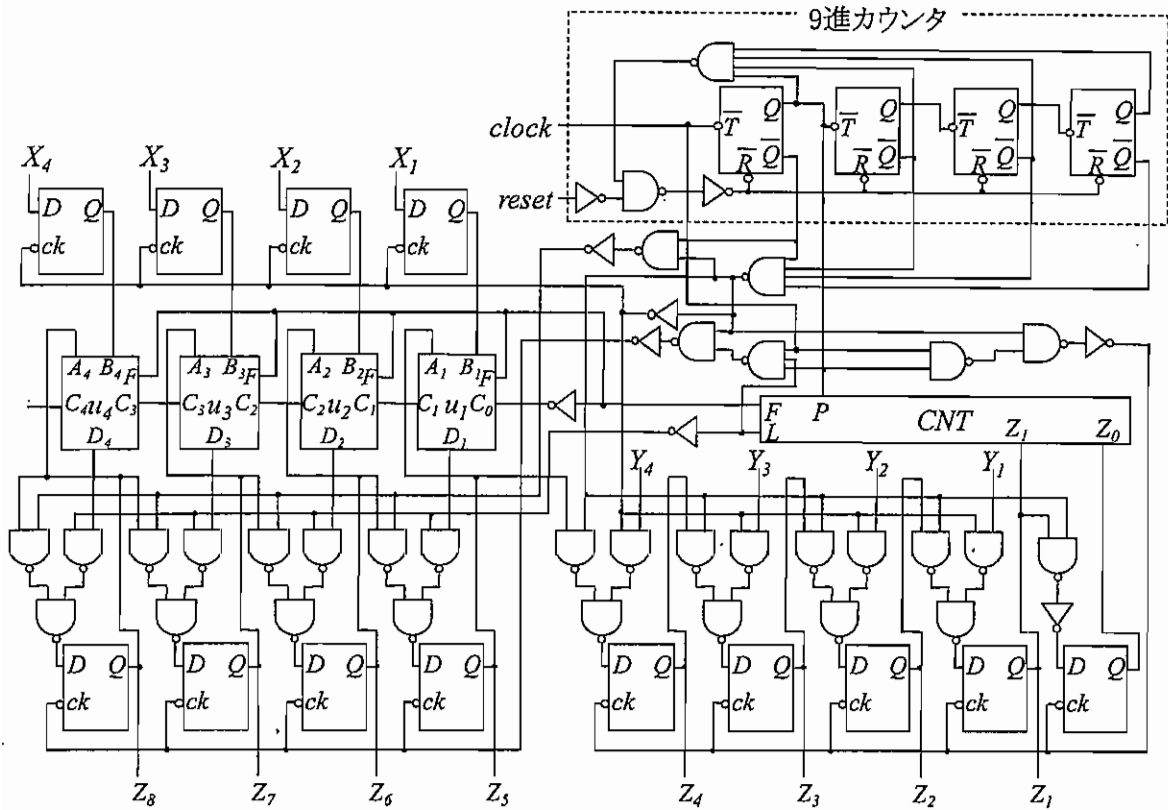 9進カウンタ
clock
T Q
R Q
T Q
R Q
T Q
R Q
T Q
R Q
reset
X4 X3 X2 X1
D Q
ck
D Q
ck
D Q
ck
D Q
ck
A4 B4 F
C4 u4 C3
D4
A3 B3 F
C3 u3 C2
D3
A2 B2 F
C2 u2 C1
D2
A1 B1 F
C1 u1 C0
D1
F P
L CNT Z1 Z0
Y4 Y3 Y2 Y1
D Q
ck
D Q
ck
D Q
ck
D Q
ck
D Q
ck
D Q
ck
D Q
ck
D Q
ck
D Q
ck
Z8 Z7 Z6 Z5 Z4 Z3 Z2 Z1